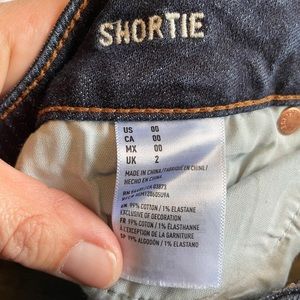 SHORTIE
US 00
CA 00
MX 00
UK 2
MADE IN CHINA/FABRIQUÉ EN CHINE/
HECHO EN CHINA
03873
EN 99% COTTON / 1% ELASTANE
EXCLUSIVE OF DECORATION
FR 99% COTON / 1% ÉLASTHANNE
À L'EXCEPTION DE LA GARNITURE
99% ALGODÓN / 1% ELASTANO